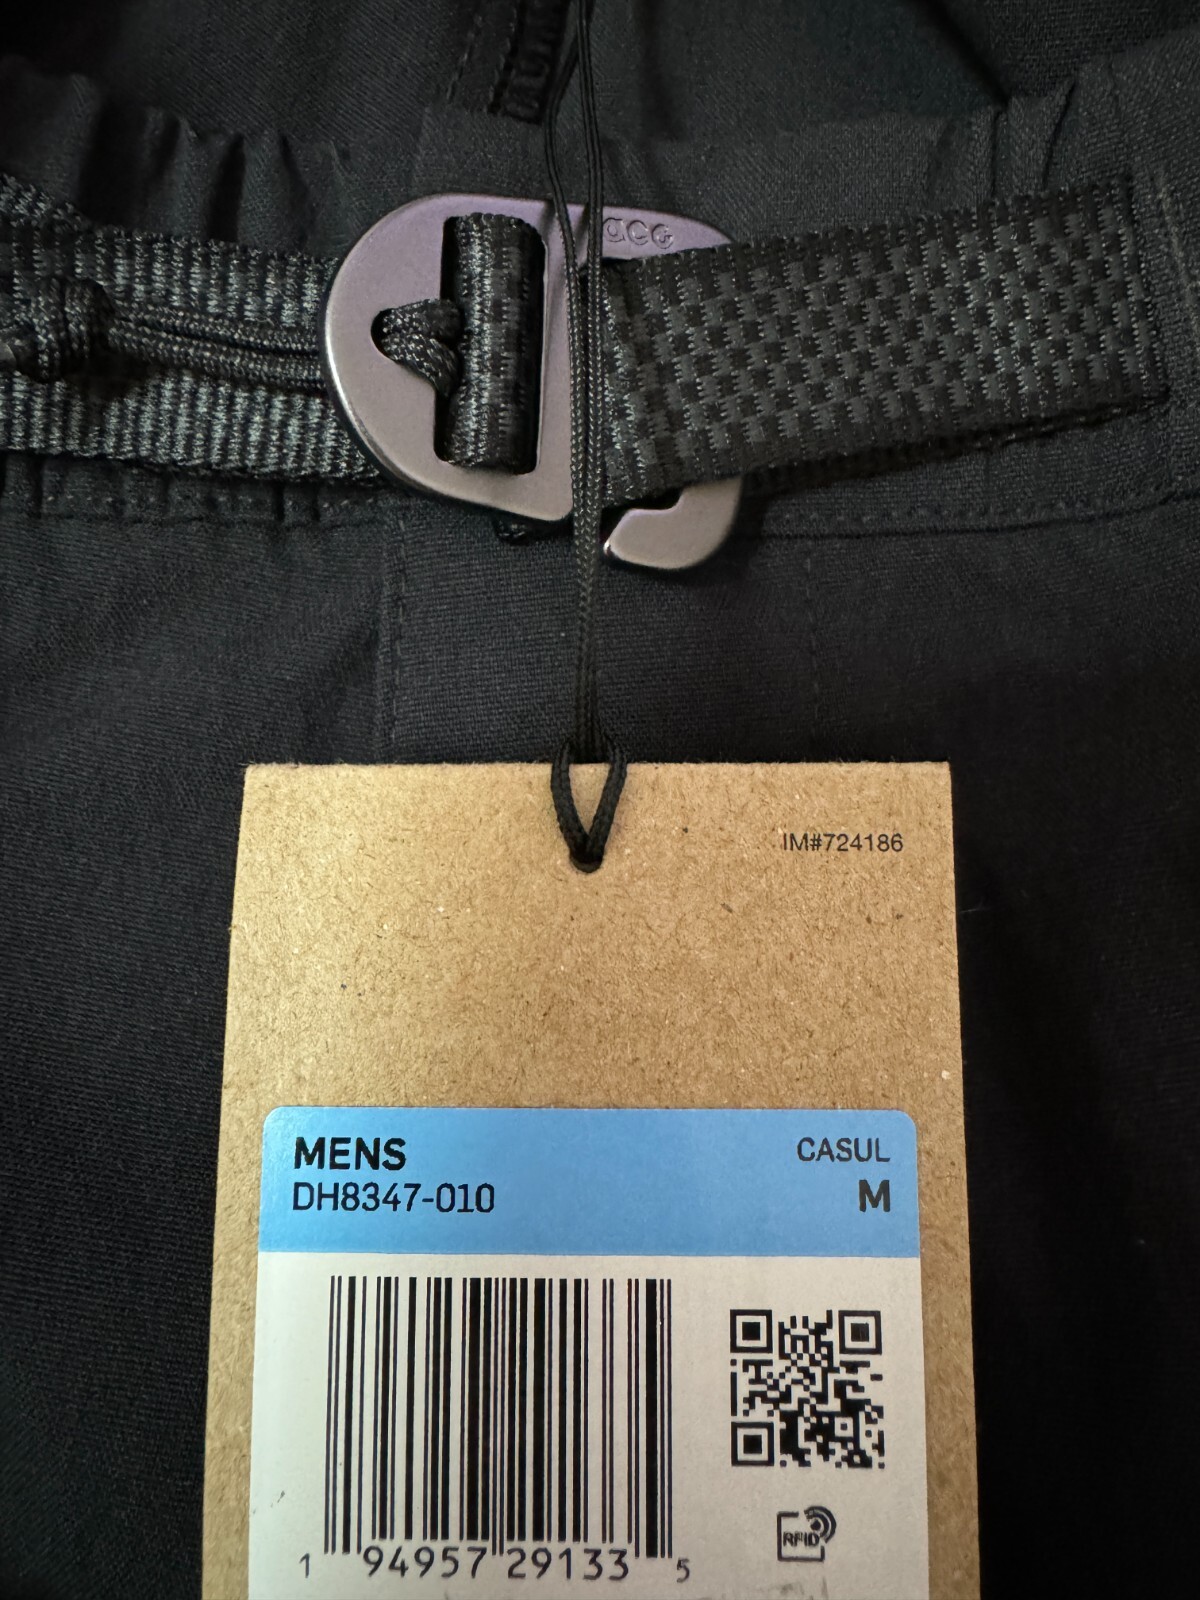 acg
IM#724186
MENS CASUL
DH8347-010 M
1 94957 29133 5
RFID